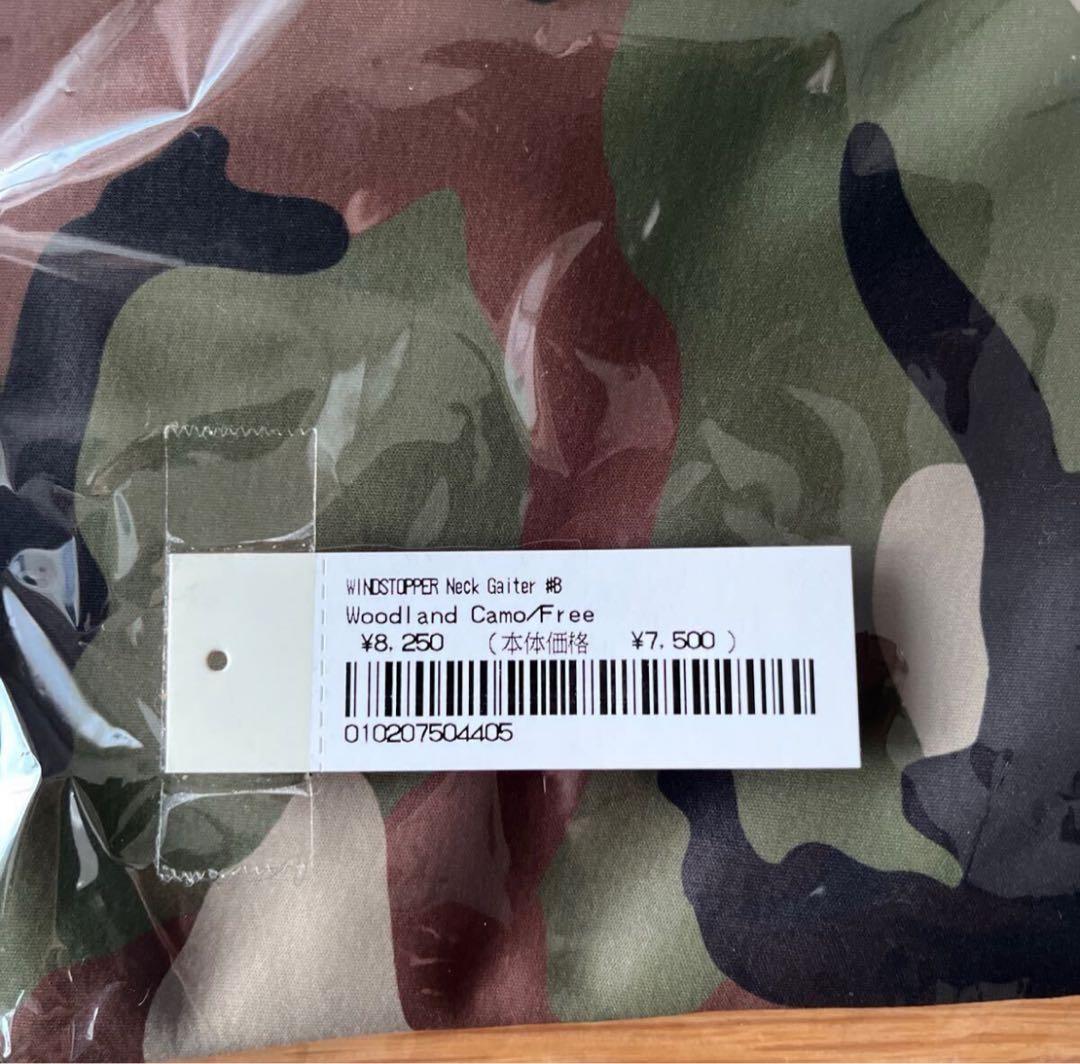 WINDSTOPPER Neck Gaiter #B
Woodland Camo/Free
¥8,250 (本体価格 ¥7,500 )
010207504405